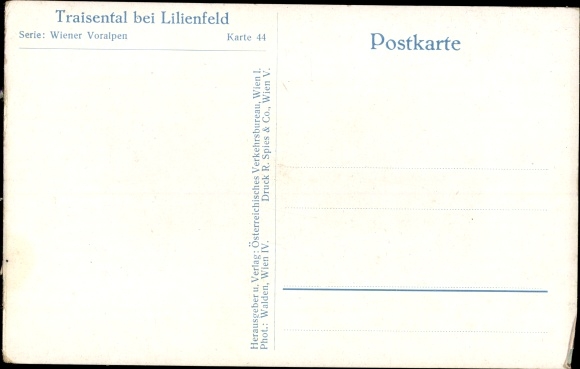 Traisental bei Lilienfeld
Serie: Wiener Voralpen Karte 44
Postkarte
Herausgeber u. Verlag: Österreichisches Verkehrsbureau, Wien I.
Phot.: Walden, Wien IV. Druck R. Spies & Co., Wien V.